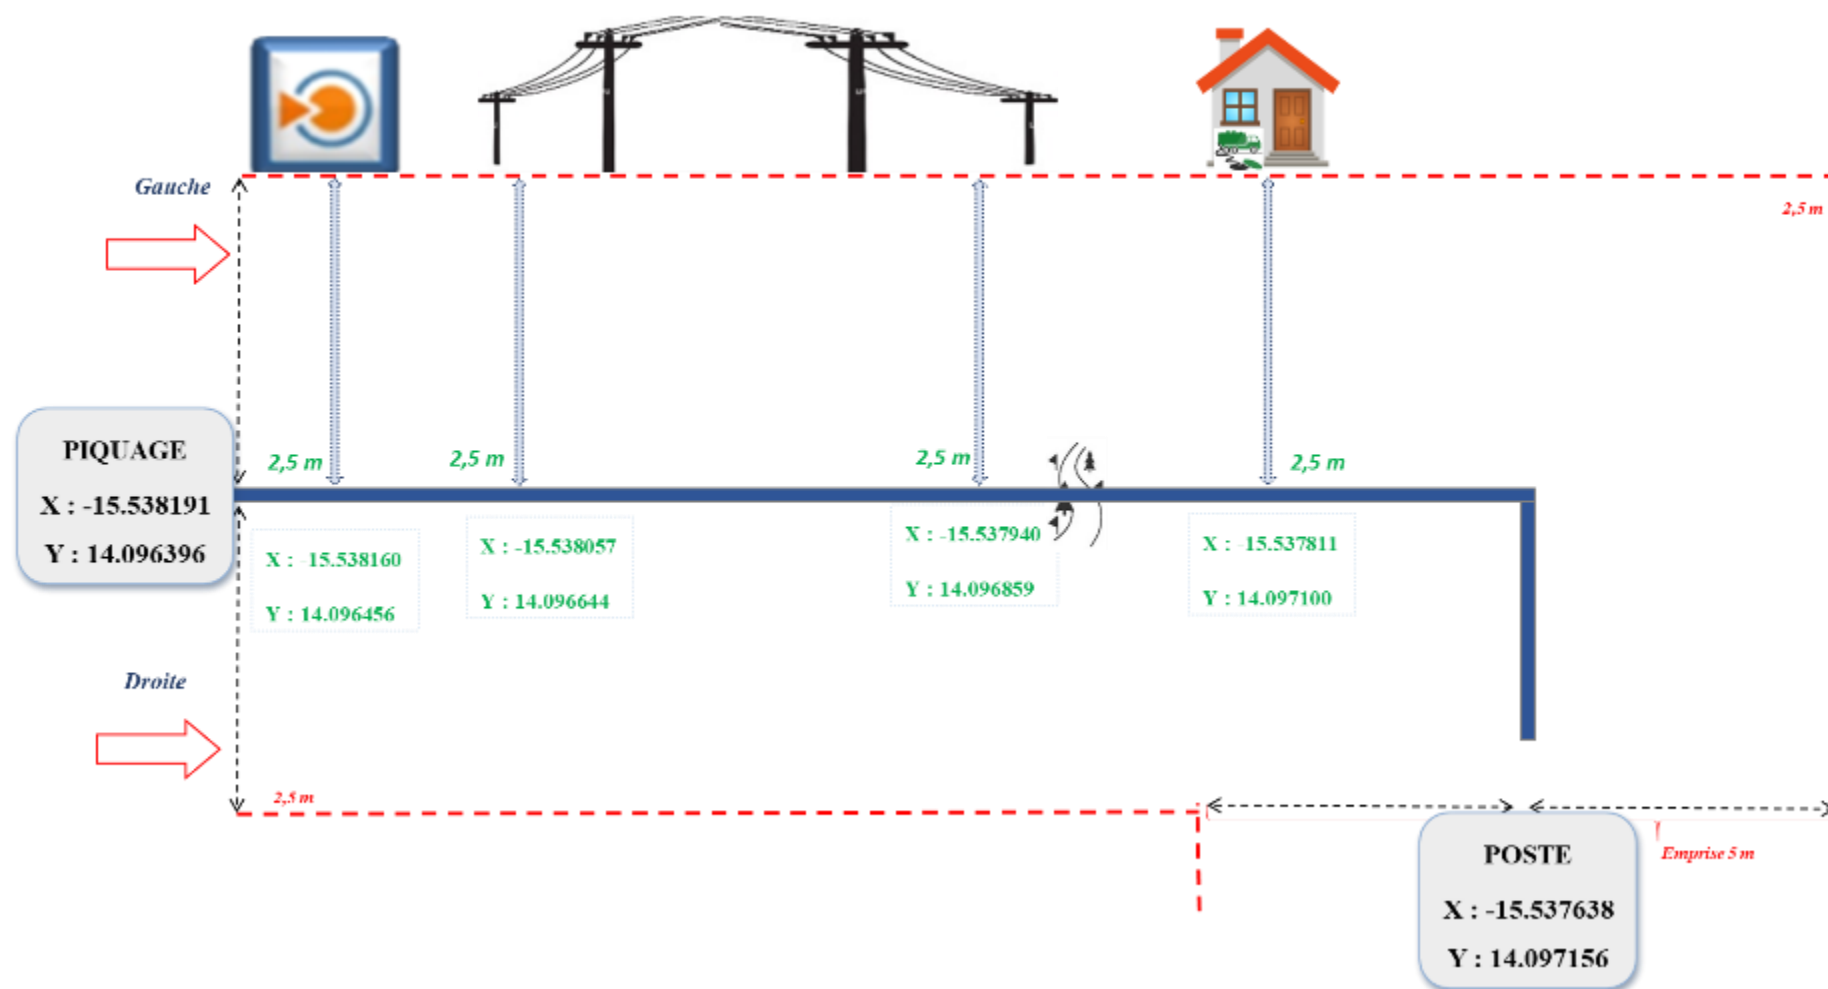 Gauche
2,5 m
PIQUAGE
X : -15.538191
Y : 14.096396
2,5 m
2,5 m
2,5 m
2,5 m
X : -15.538160
Y : 14.096456
X : -15.538057
Y : 14.096644
X : -15.537940
Y : 14.096859
X : -15.537811
Y : 14.097100
Droite
2,5 m
POSTE
X : -15.537638
Y : 14.097156
Emprise 5 m